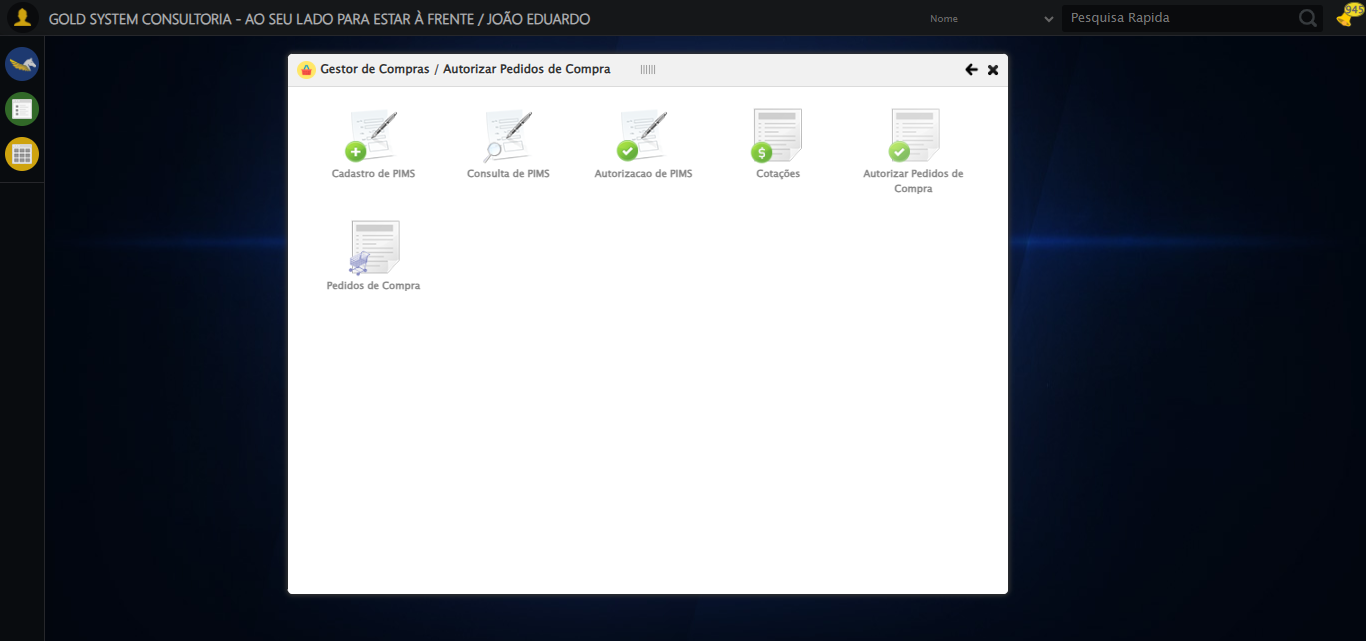 GOLD SYSTEM CONSULTORIA - AO SEU LADO PARA ESTAR À FRENTE / JOÃO EDUARDO
Nome
Pesquisa Rapida
945
Gestor de Compras / Autorizar Pedidos de Compra
Cadastro de PIMS
Consulta de PIMS
Autorizacao de PIMS
Cotações
Autorizar Pedidos de
Compra
Pedidos de Compra